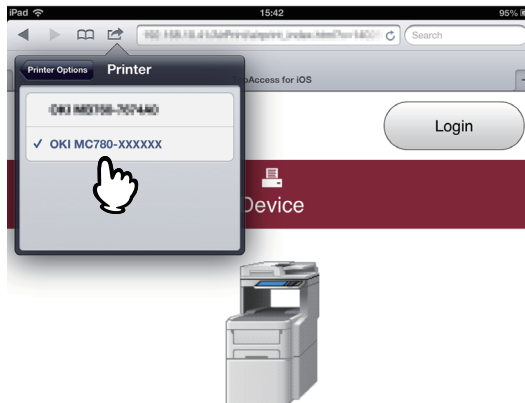 iPad 15:42 95%
Search
Printer Options Printer
Access for iOS
OKI MC780-XXXXXX
Login
Device